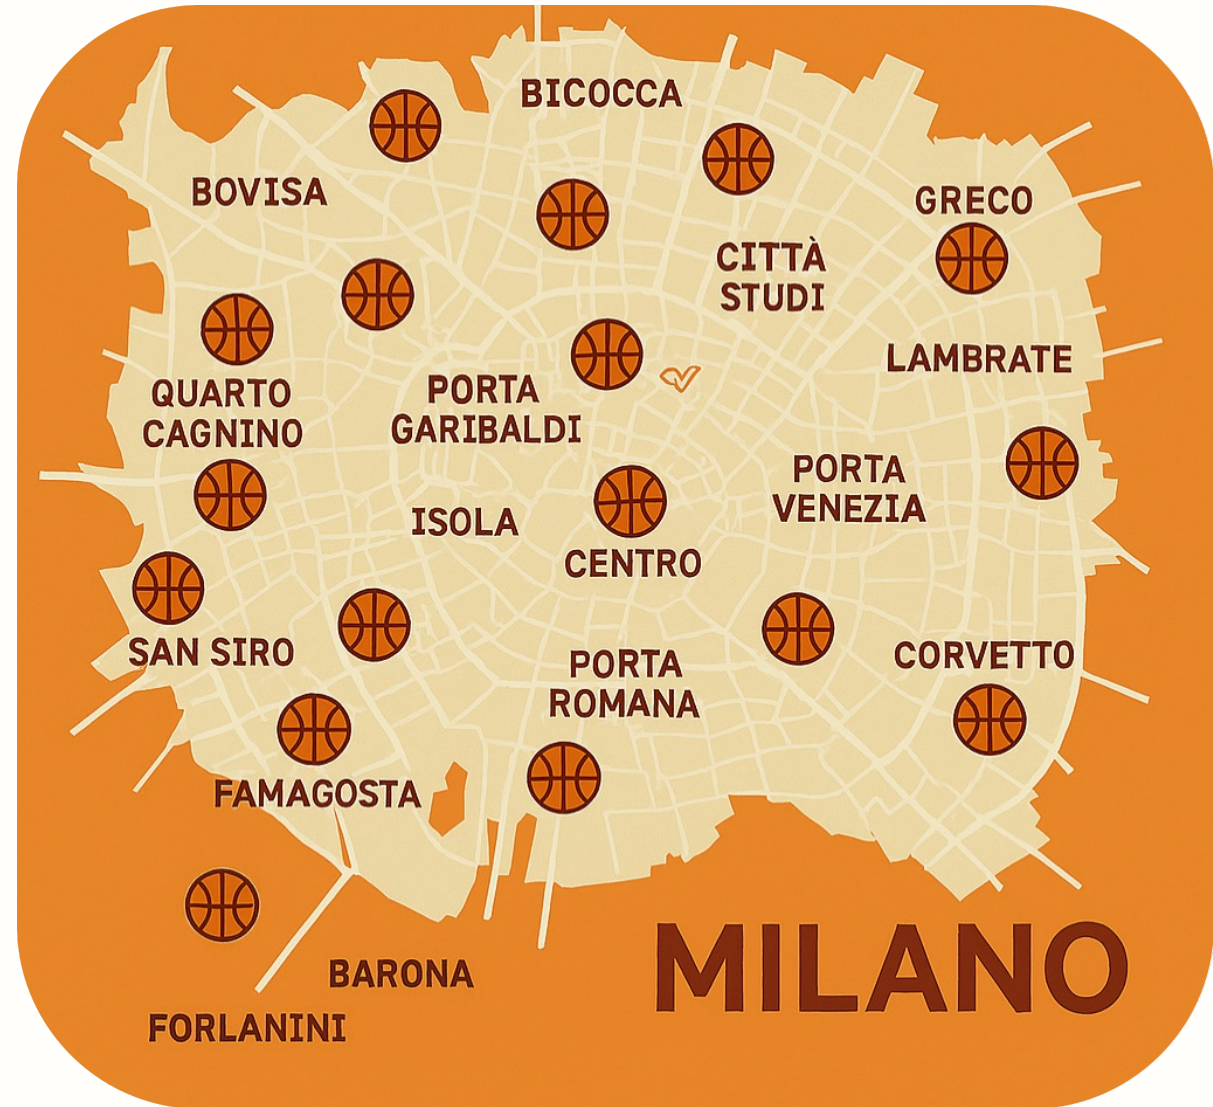 BICOCCA
BOVISA
GRECO
CITTÀ
STUDI
LAMBRATE
QUARTO
CAGNINO
PORTA
GARIBALDI
PORTA
VENEZIA
ISOLA
CENTRO
SAN SIRO
PORTA
ROMANA
CORVETTO
FAMAGOSTA
MILANO
BARONA
FORLANINI